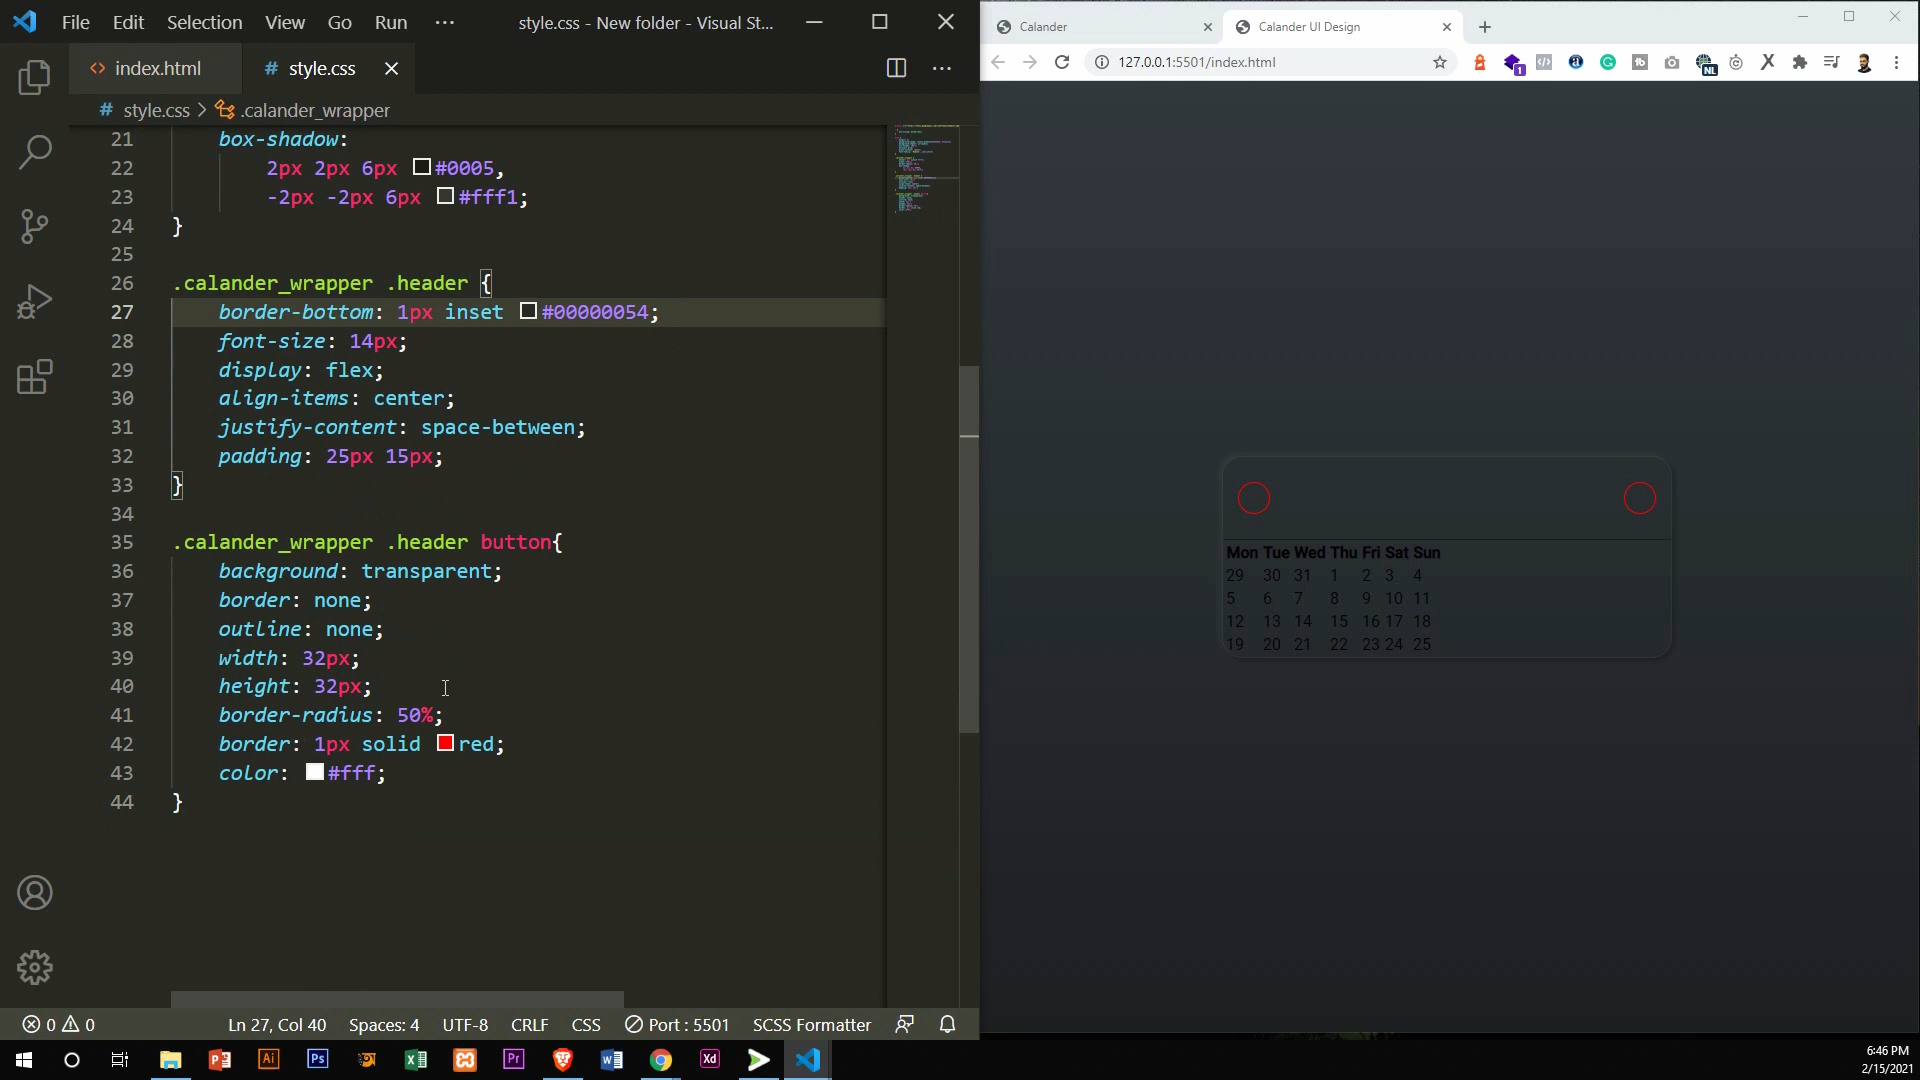 File Edit Selection View Go Run ··· style.css - New folder - Visual St...
Calander
Calander UI Design
index.html
# style.css
127.0.0.1:5501/index.html
# style.css > .calander_wrapper
21 box-shadow:
22 2px 2px 6px #0005,
23 -2px -2px 6px #fff1;
24 }
25
26 .calander_wrapper .header {
27 border-bottom: 1px inset #00000054;
28 font-size: 14px;
29 display: flex;
30 align-items: center;
31 justify-content: space-between;
32 padding: 25px 15px;
33 }
34
35 .calander_wrapper .header button{
36 background: transparent;
37 border: none;
38 outline: none;
39 width: 32px;
40 height: 32px;
41 border-radius: 50%;
42 border: 1px solid red;
43 color: #fff;
44 }
Mon Tue Wed Thu Fri Sat Sun
29 30 31 1 2 3 4
5 6 7 8 9 10 11
12 13 14 15 16 17 18
19 20 21 22 23 24 25
0 0 Ln 27, Col 40 Spaces: 4 UTF-8 CRLF CSS Port : 5501 SCSS Formatter
6:46 PM
2/15/2021